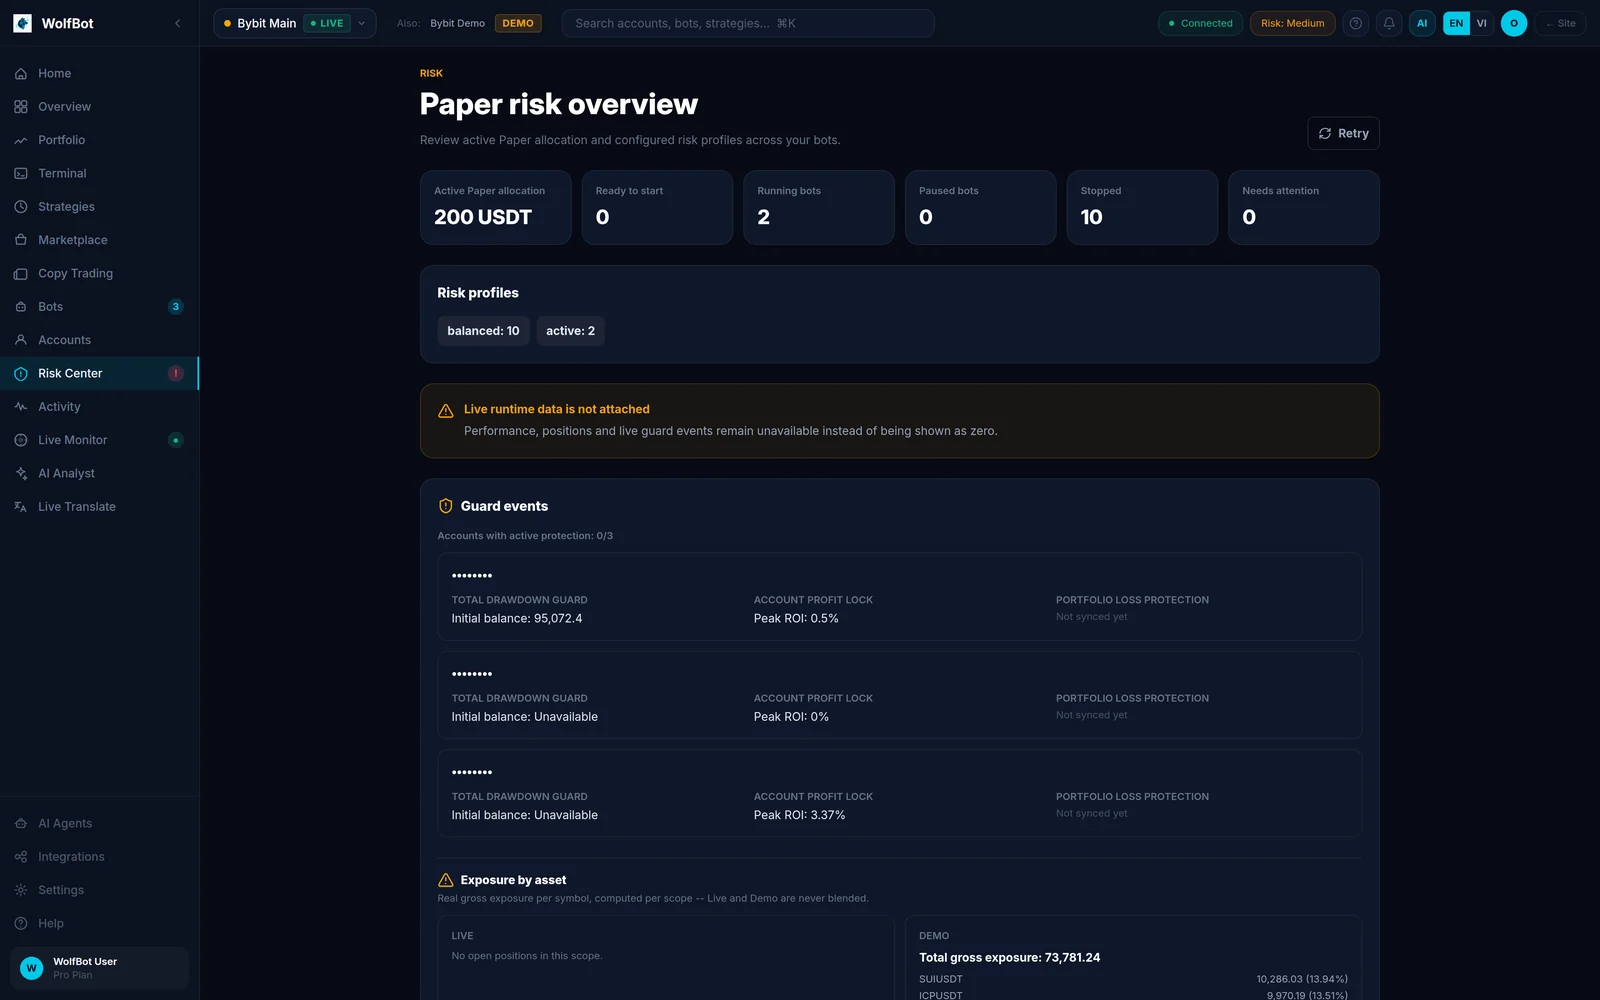 WolfBot
Bybit Main
LIVE
Also:
Bybit Demo
DEMO
Search accounts, bots, strategies... ⌘K
Connected
Risk: Medium
AI
EN
VI
O
← Site
Home
Overview
Portfolio
Terminal
Strategies
Marketplace
Copy Trading
Bots
3
Accounts
Risk Center
!
Activity
Live Monitor
AI Analyst
Live Translate
AI Agents
Integrations
Settings
Help
W
WolfBot User
Pro Plan
RISK
Paper risk overview
Review active Paper allocation and configured risk profiles across your bots.
Retry
Active Paper allocation
200 USDT
Ready to start
0
Running bots
2
Paused bots
0
Stopped
10
Needs attention
0
Risk profiles
balanced: 10
active: 2
Live runtime data is not attached
Performance, positions and live guard events remain unavailable instead of being shown as zero.
Guard events
Accounts with active protection: 0/3
••••••••
TOTAL DRAWDOWN GUARD
Initial balance: 95,072.4
ACCOUNT PROFIT LOCK
Peak ROI: 0.5%
PORTFOLIO LOSS PROTECTION
Not synced yet
••••••••
TOTAL DRAWDOWN GUARD
Initial balance: Unavailable
ACCOUNT PROFIT LOCK
Peak ROI: 0%
PORTFOLIO LOSS PROTECTION
Not synced yet
••••••••
TOTAL DRAWDOWN GUARD
Initial balance: Unavailable
ACCOUNT PROFIT LOCK
Peak ROI: 3.37%
PORTFOLIO LOSS PROTECTION
Not synced yet
Exposure by asset
Real gross exposure per symbol, computed per scope -- Live and Demo are never blended.
LIVE
No open positions in this scope.
DEMO
Total gross exposure: 73,781.24
SUIUSDT
10,286.03 (13.94%)
ICPUSDT
9,970.19 (13.51%)